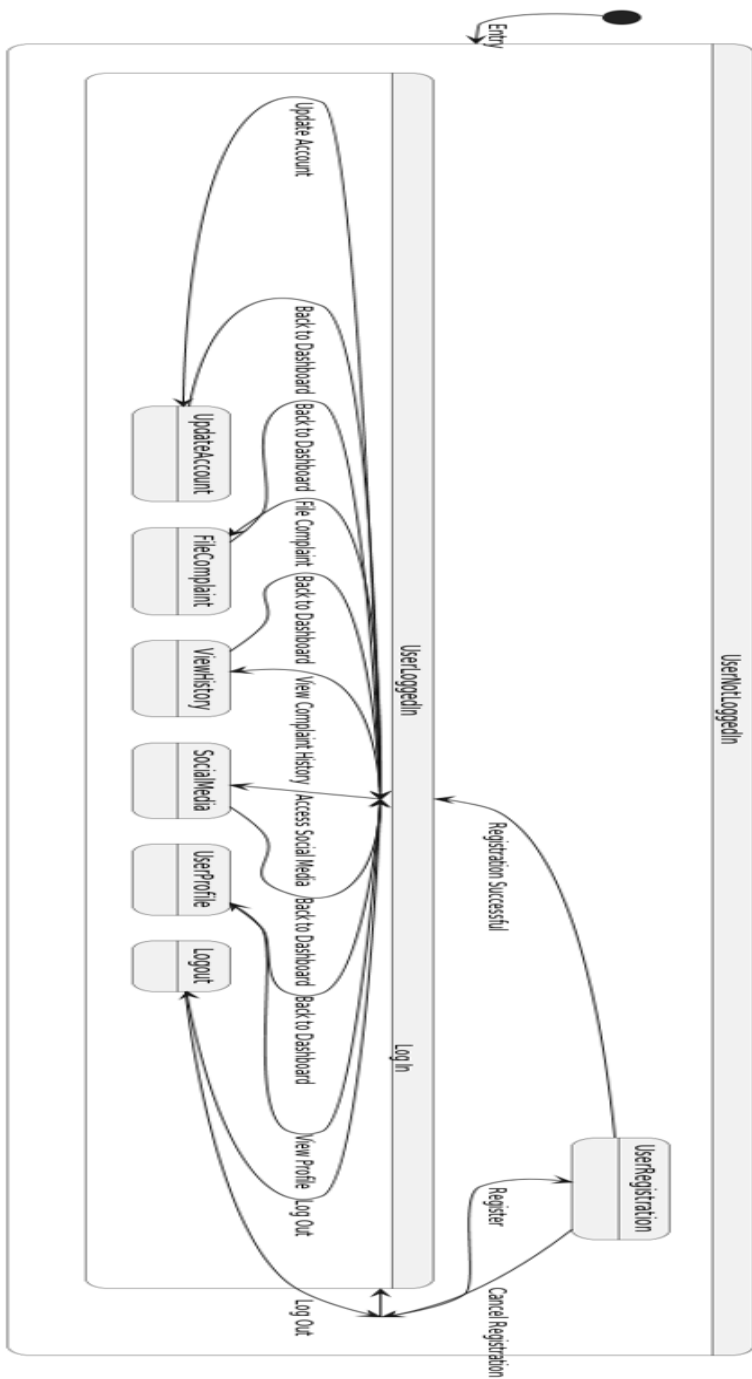 Entry
UserNotLoggedIn
UserRegistration
Registration Successful
Register
Cancel Registration
UserLoggedIn
Log In
Update Account
Back to Dashboard
Back to Dashboard
File Complaint
Back to Dashboard
View Complaint History
Access Social Media
Back to Dashboard
Back to Dashboard
View Profile
Log Out
Log Out
UpdateAccount
FileComplaint
ViewHistory
SocialMedia
UserProfile
Logout